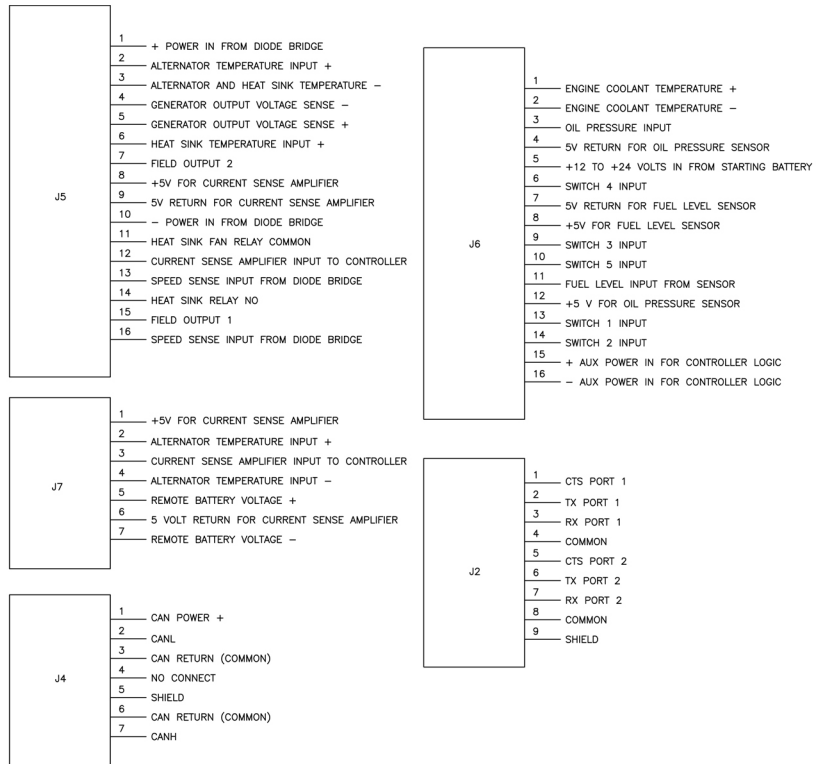 J5
1 + POWER IN FROM DIODE BRIDGE
2 ALTERNATOR TEMPERATURE INPUT +
3 ALTERNATOR AND HEAT SINK TEMPERATURE −
4 GENERATOR OUTPUT VOLTAGE SENSE −
5 GENERATOR OUTPUT VOLTAGE SENSE +
6 HEAT SINK TEMPERATURE INPUT +
7 FIELD OUTPUT 2
8 +5V FOR CURRENT SENSE AMPLIFIER
9 5V RETURN FOR CURRENT SENSE AMPLIFIER
10 − POWER IN FROM DIODE BRIDGE
11 HEAT SINK FAN RELAY COMMON
12 CURRENT SENSE AMPLIFIER INPUT TO CONTROLLER
13 SPEED SENSE INPUT FROM DIODE BRIDGE
14 HEAT SINK RELAY NO
15 FIELD OUTPUT 1
16 SPEED SENSE INPUT FROM DIODE BRIDGE
J7
1 +5V FOR CURRENT SENSE AMPLIFIER
2 ALTERNATOR TEMPERATURE INPUT +
3 CURRENT SENSE AMPLIFIER INPUT TO CONTROLLER
4 ALTERNATOR TEMPERATURE INPUT −
5 REMOTE BATTERY VOLTAGE +
6 5 VOLT RETURN FOR CURRENT SENSE AMPLIFIER
7 REMOTE BATTERY VOLTAGE −
J4
1 CAN POWER +
2 CANL
3 CAN RETURN (COMMON)
4 NO CONNECT
5 SHIELD
6 CAN RETURN (COMMON)
7 CANH
J6
1 ENGINE COOLANT TEMPERATURE +
2 ENGINE COOLANT TEMPERATURE −
3 OIL PRESSURE INPUT
4 5V RETURN FOR OIL PRESSURE SENSOR
5 +12 TO +24 VOLTS IN FROM STARTING BATTERY
6 SWITCH 4 INPUT
7 5V RETURN FOR FUEL LEVEL SENSOR
8 +5V FOR FUEL LEVEL SENSOR
9 SWITCH 3 INPUT
10 SWITCH 5 INPUT
11 FUEL LEVEL INPUT FROM SENSOR
12 +5 V FOR OIL PRESSURE SENSOR
13 SWITCH 1 INPUT
14 SWITCH 2 INPUT
15 + AUX POWER IN FOR CONTROLLER LOGIC
16 − AUX POWER IN FOR CONTROLLER LOGIC
J2
1 CTS PORT 1
2 TX PORT 1
3 RX PORT 1
4 COMMON
5 CTS PORT 2
6 TX PORT 2
7 RX PORT 2
8 COMMON
9 SHIELD